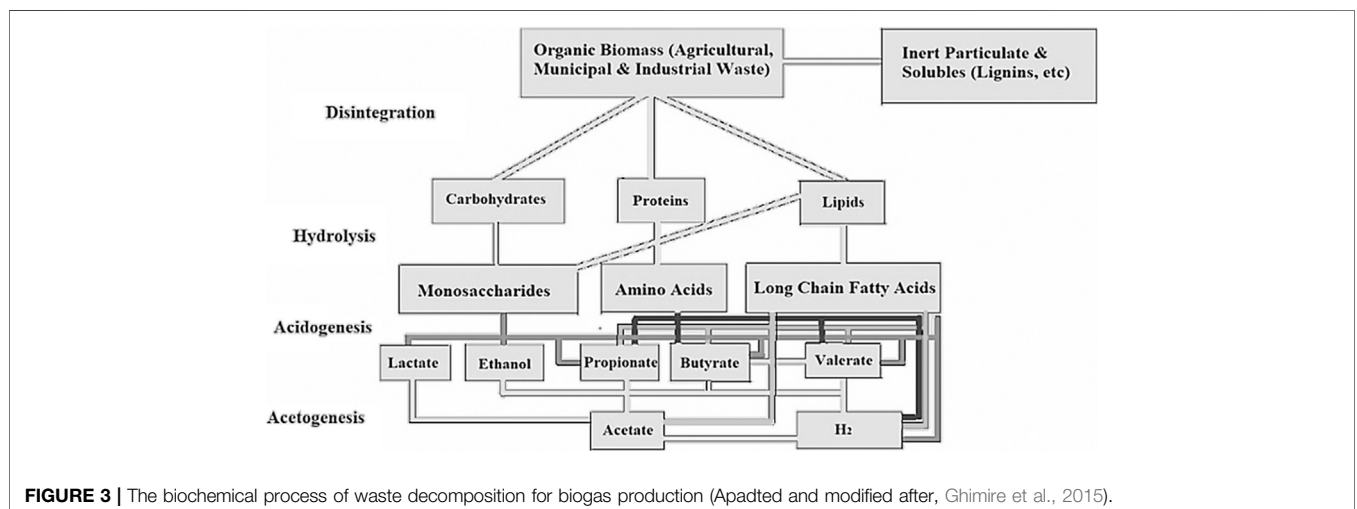 Organic Biomass (Agricultural,
Municipal & Industrial Waste)
Inert Particulate &
Solubles (Lignins, etc)
Disintegration
Carbohydrates
Proteins
Lipids
Hydrolysis
Monosaccharides
Amino Acids
Long Chain Fatty Acids
Acidogenesis
Lactate
Ethanol
Propionate
Butyrate
Valerate
Acetogenesis
Acetate
H2
FIGURE 3 | The biochemical process of waste decomposition for biogas production (Apadted and modified after, Ghimire et al., 2015).